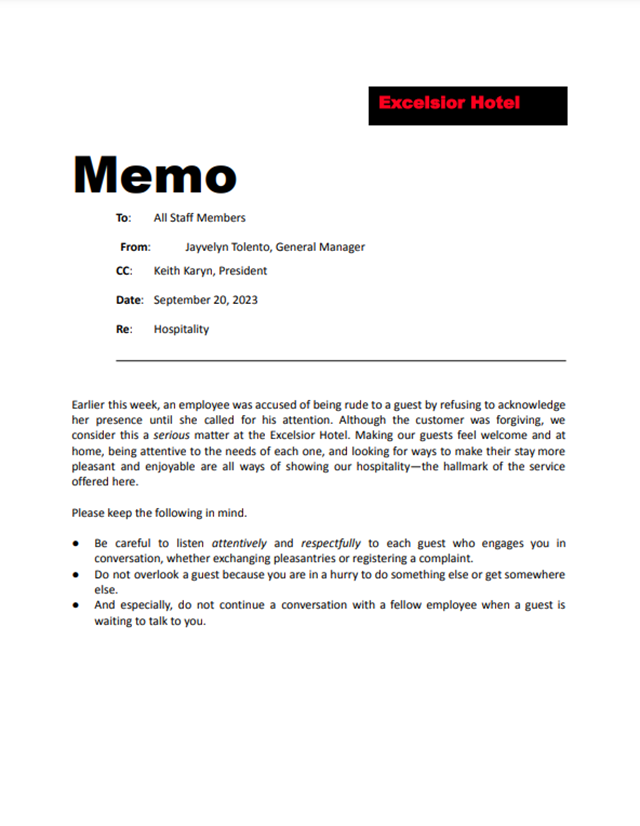 Excelsior Hotel
Memo
To: All Staff Members
From: Jayvelyn Tolento, General Manager
CC: Keith Karyn, President
Date: September 20, 2023
Re: Hospitality
Earlier this week, an employee was accused of being rude to a guest by refusing to acknowledge
her presence until she called for his attention. Although the customer was forgiving, we
consider this a serious matter at the Excelsior Hotel. Making our guests feel welcome and at
home, being attentive to the needs of each one, and looking for ways to make their stay more
pleasant and enjoyable are all ways of showing our hospitality—the hallmark of the service
offered here.
Please keep the following in mind.
● Be careful to listen attentively and respectfully to each guest who engages you in
conversation, whether exchanging pleasantries or registering a complaint.
● Do not overlook a guest because you are in a hurry to do something else or get somewhere
else.
● And especially, do not continue a conversation with a fellow employee when a guest is
waiting to talk to you.